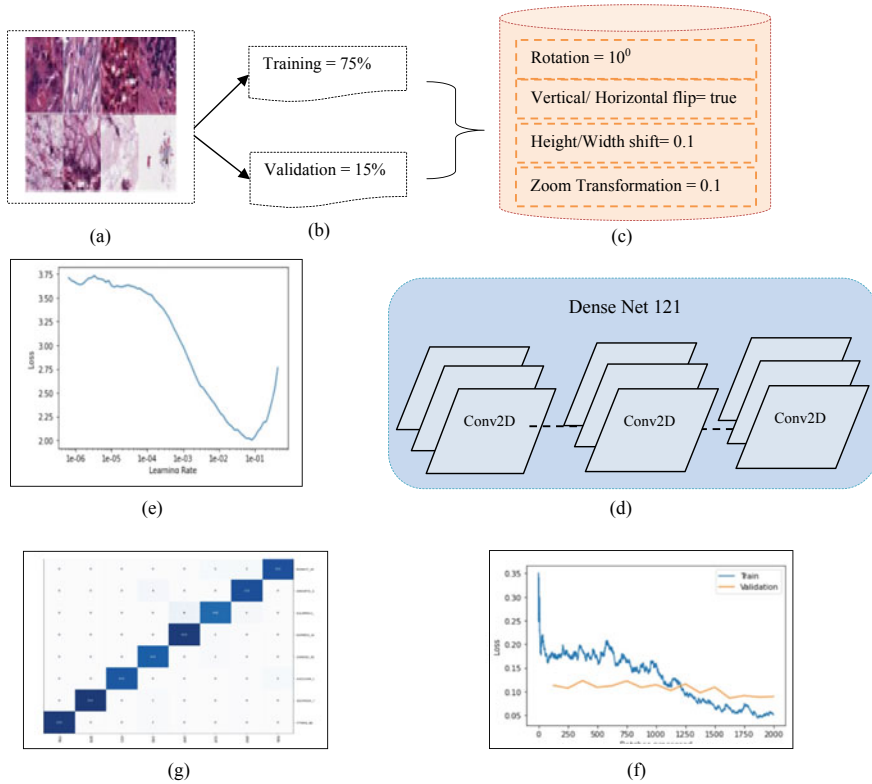 Training = 75%
Validation = 15%
Rotation = 10⁰
Vertical/ Horizontal flip= true
Height/Width shift= 0.1
Zoom Transformation = 0.1
(a)
(b)
(c)
3.75
3.50
3.25
3.00
2.75
2.50
2.25
2.00
Loss
1e-06
1e-05
1e-04
1e-03
1e-02
1e-01
Learning Rate
(e)
Dense Net 121
Conv2D
Conv2D
Conv2D
(d)
(g)
0.35
0.30
0.25
0.20
0.15
0.10
0.05
Loss
Train
Validation
0
250
500
750
1000
1250
1500
1750
2000
(f)